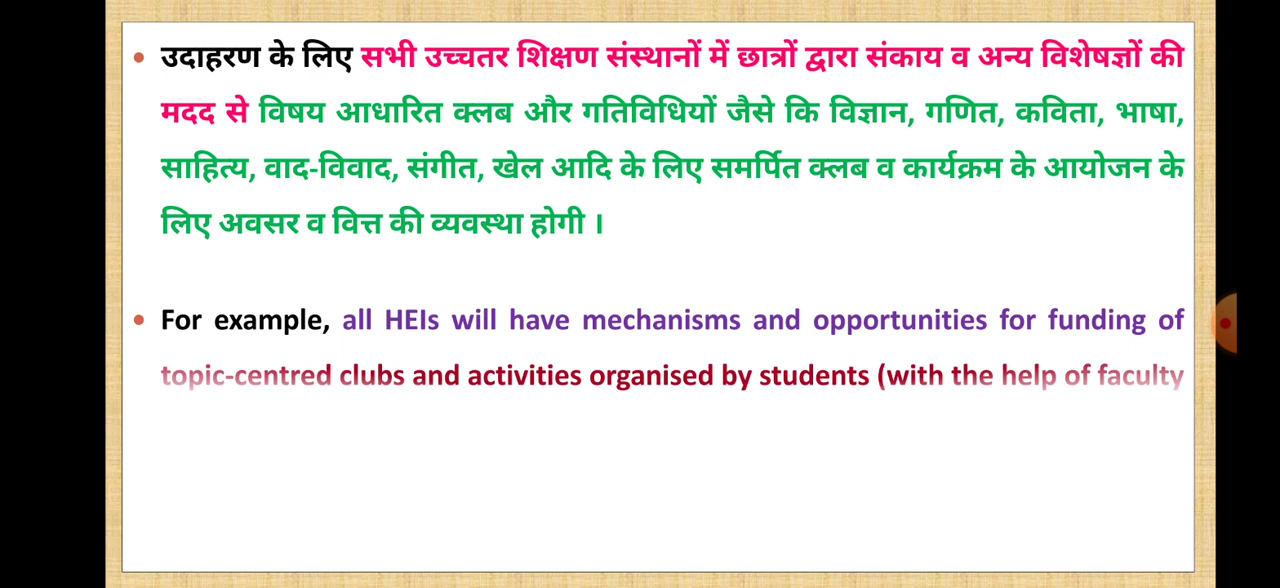 • उदाहरण के लिए सभी उच्चतर शिक्षण संस्थानों में छात्रों द्वारा संकाय व अन्य विशेषज्ञों की
मदद से विषय आधारित क्लब और गतिविधियों जैसे कि विज्ञान, गणित, कविता, भाषा,
साहित्य, वाद-विवाद, संगीत, खेल आदि के लिए समर्पित क्लब व कार्यक्रम के आयोजन के
लिए अवसर व वित्त की व्यवस्था होगी ।
• For example, all HEIs will have mechanisms and opportunities for funding of
topic-centred clubs and activities organised by students (with the help of faculty